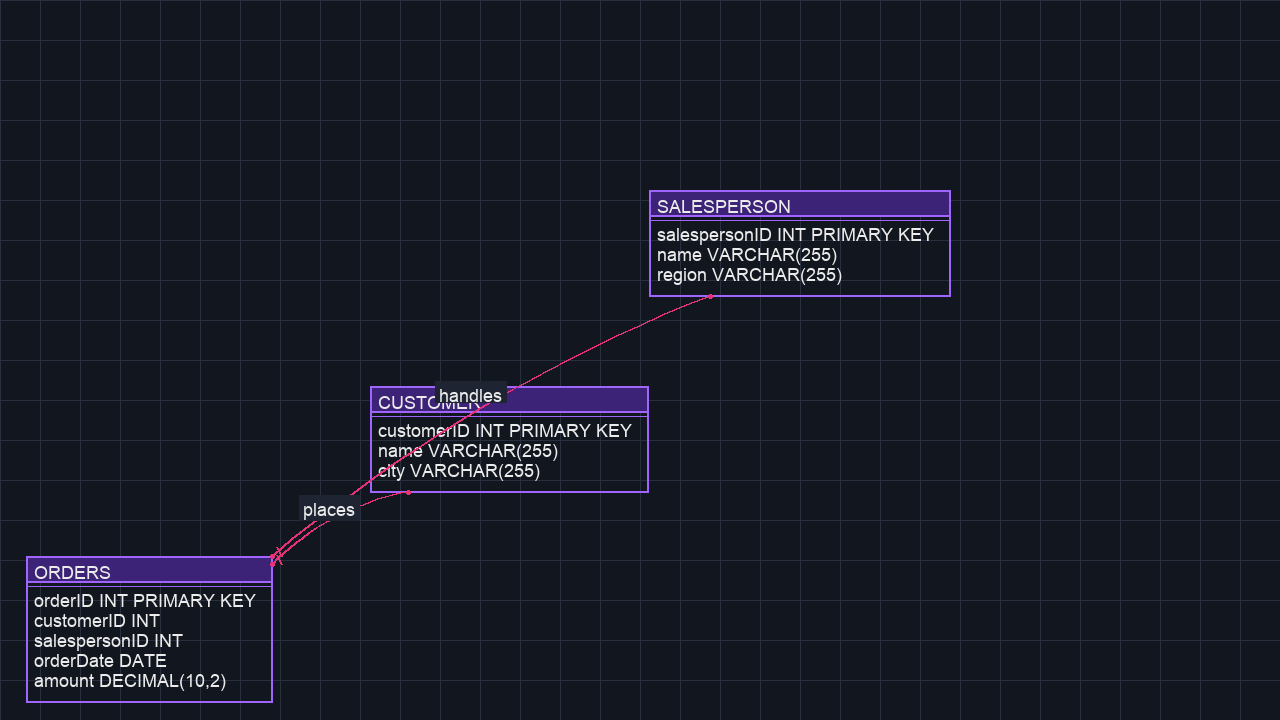 SALESPERSON
salespersonID INT PRIMARY KEY
name VARCHAR(255)
region VARCHAR(255)
handles
CUSTOMER
customerID INT PRIMARY KEY
name VARCHAR(255)
city VARCHAR(255)
places
ORDERS
orderID INT PRIMARY KEY
customerID INT
salespersonID INT
orderDate DATE
amount DECIMAL(10,2)